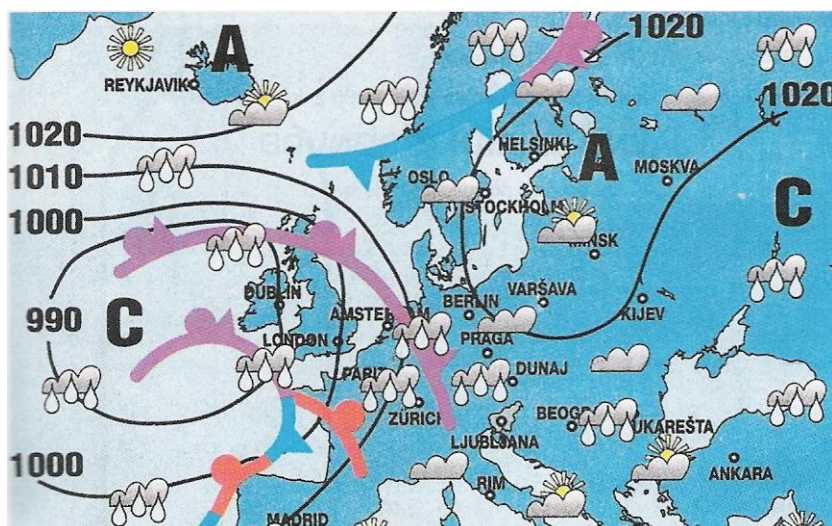 A
1020
REYKJAVIK
1020
1020
1010
HELSINKI
A
MOSKVA
OSLO
1000
STOCKHOLM
C
MINSK
DUBLIN
990
C
AMSTERDAM
BERLIN
VARŠAVA
KIJEV
LONDON
PRAGA
PARIZ
DUNAJ
ZÜRICH
BEOGRAD
BUKAREŠTA
LJUBLJANA
1000
ANKARA
RIM
MADRID